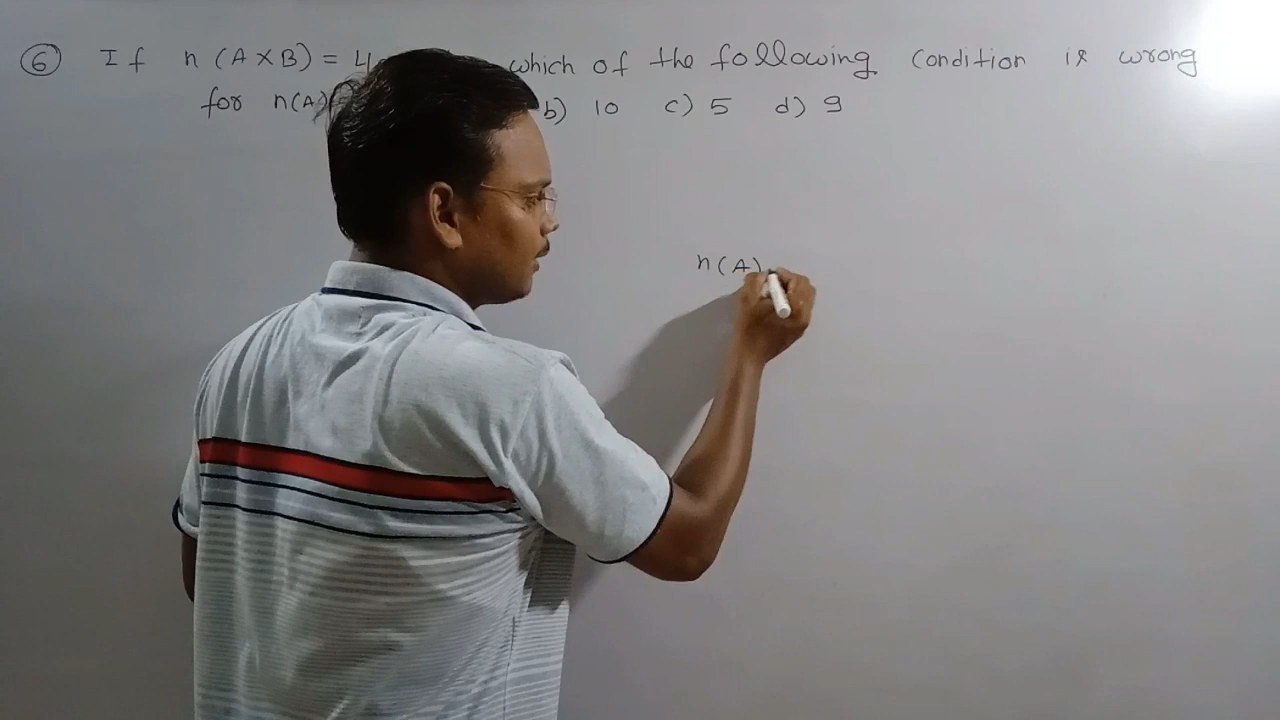 6 If n (A×B) = 4 which of the following condition is wrong
for n(A) b) 10 c) 5 d) 9
n(A)